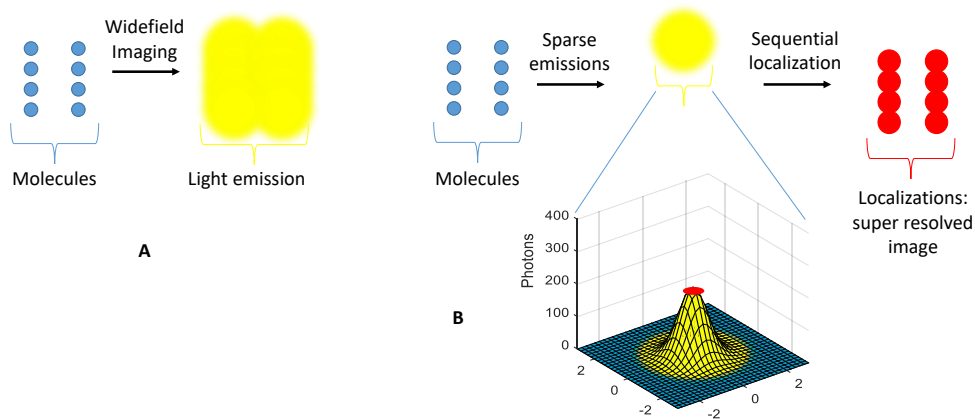 Widefield
Imaging
Molecules
Light emission
A
Sparse
emissions
Sequential
localization
Molecules
Localizations:
super resolved
image
B
Photons
400
300
200
100
0
2
0
-2
-2
0
2